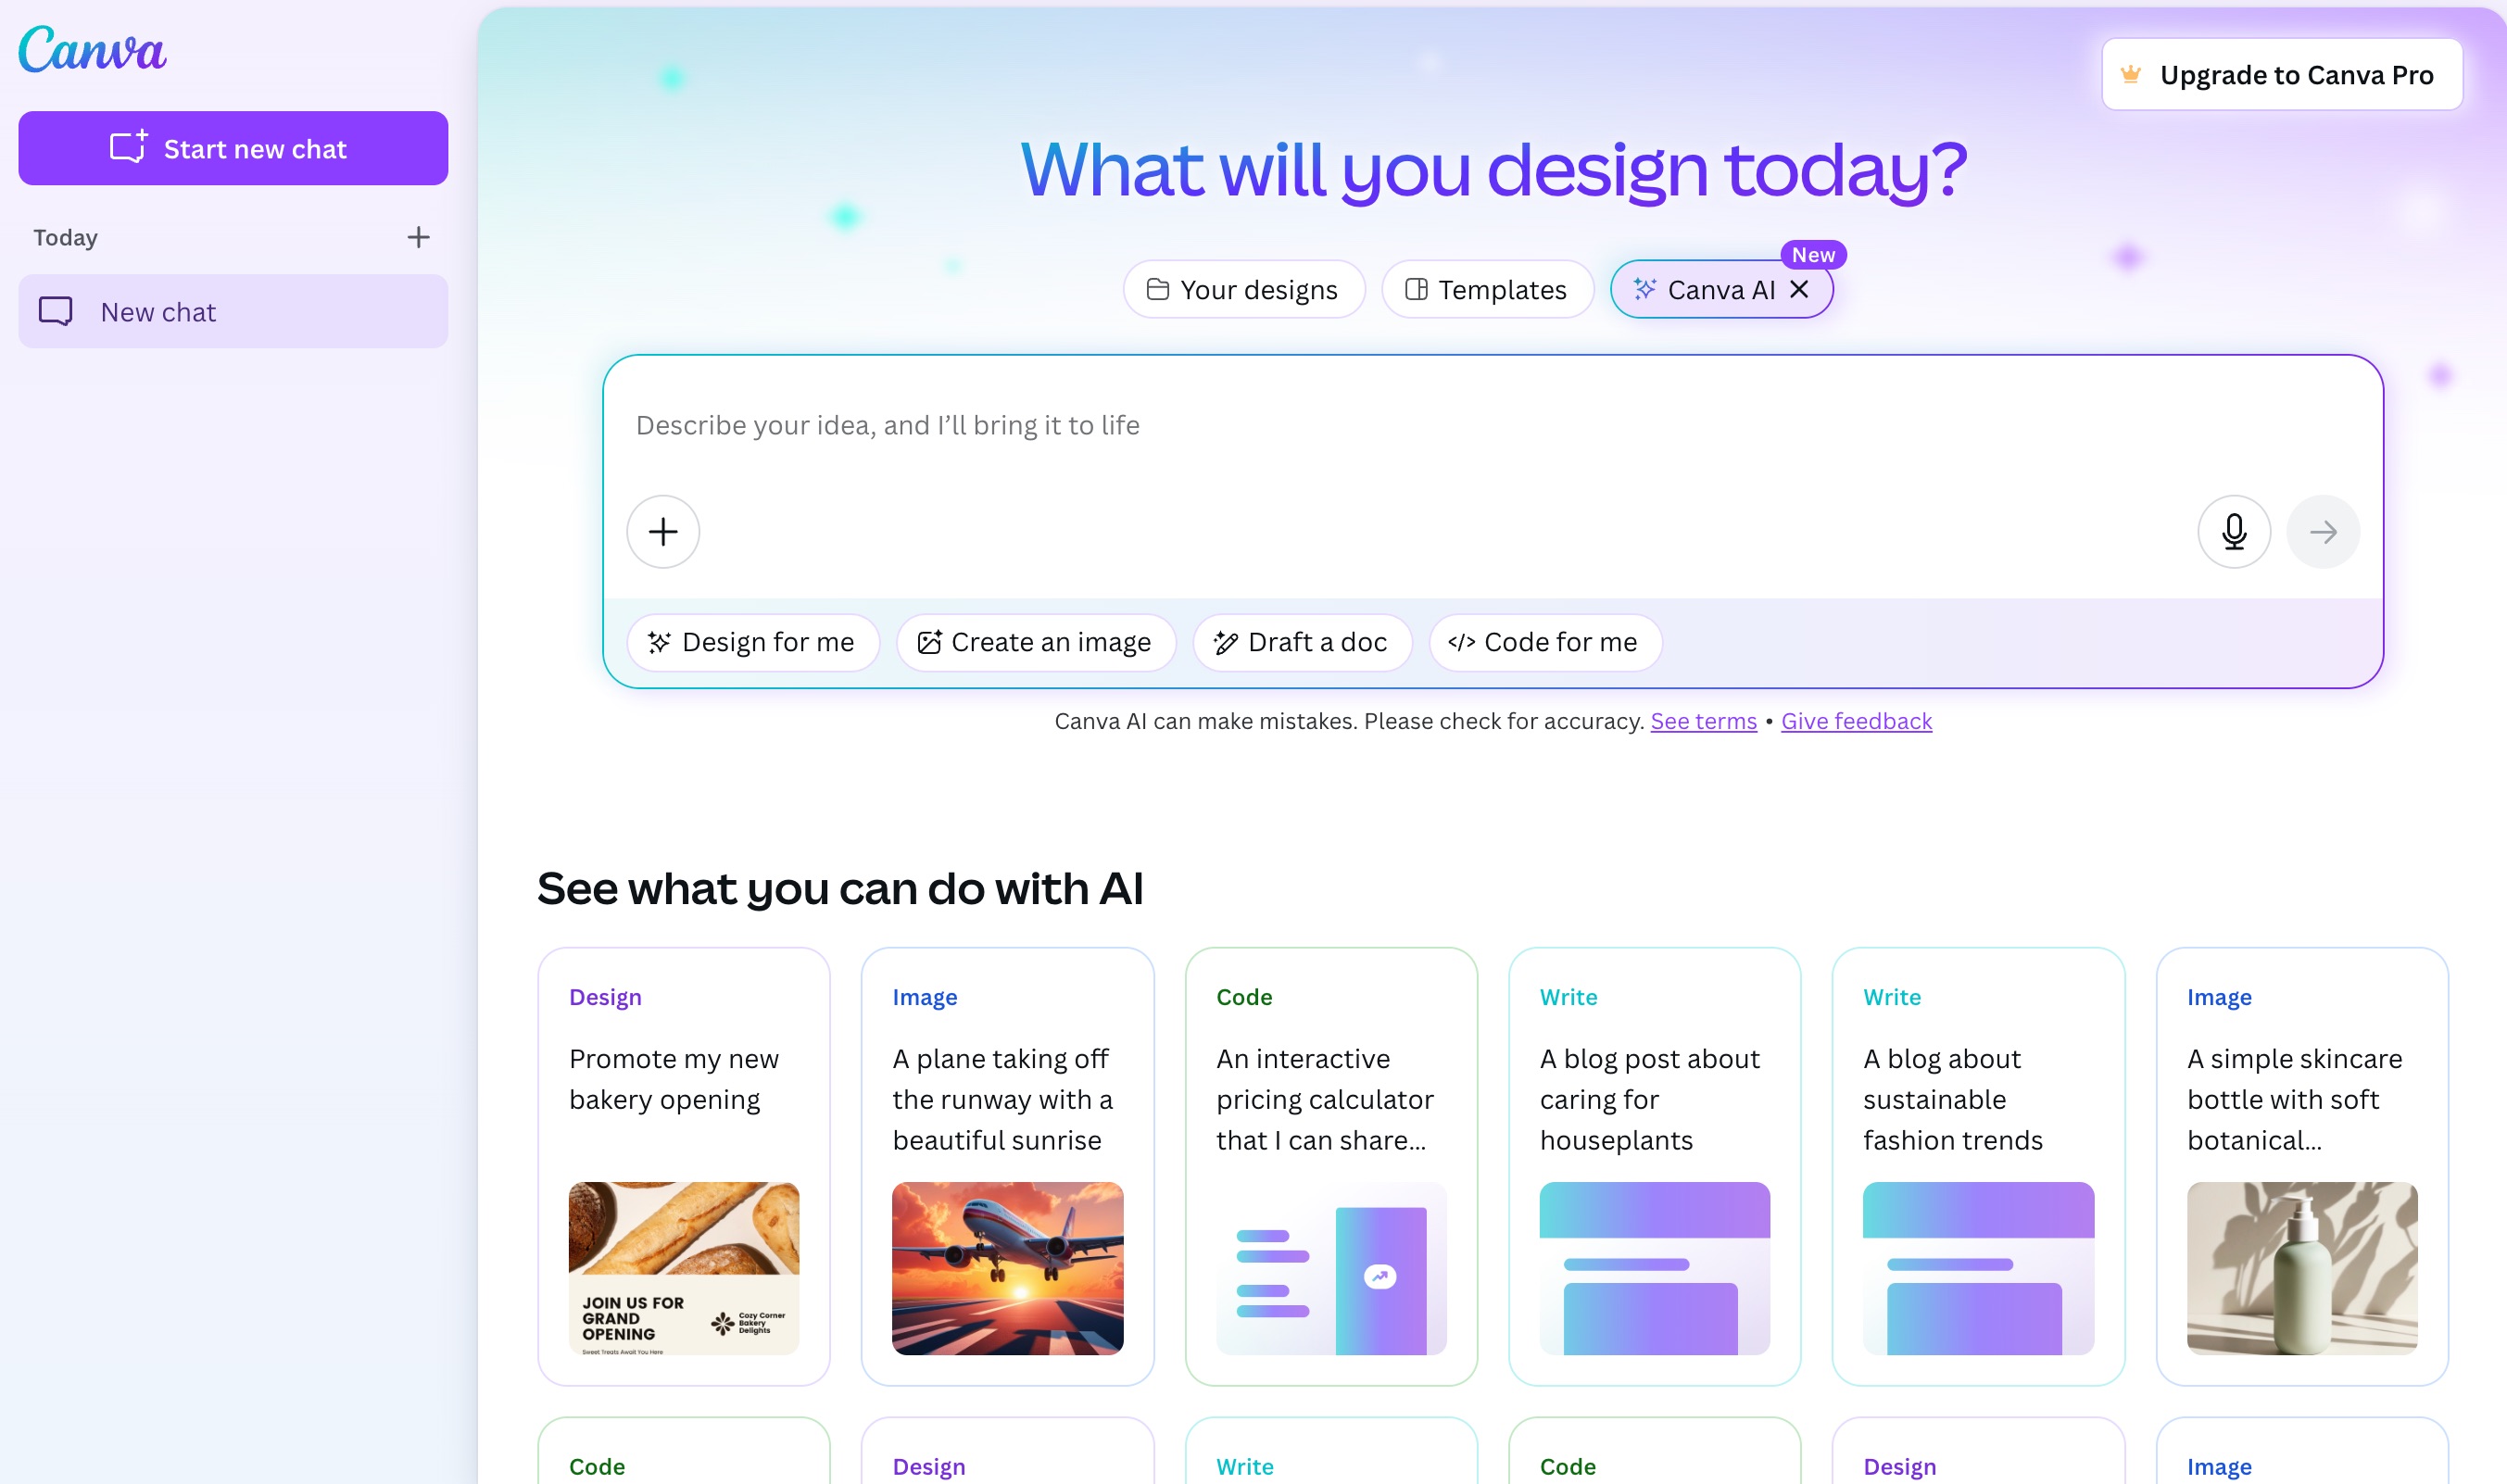 Canva
Start new chat
Today
New chat
Upgrade to Canva Pro
What will you design today?
Your designs
Templates
Canva AI
New
Describe your idea, and I’ll bring it to life
Design for me
Create an image
Draft a doc
</> Code for me
Canva AI can make mistakes. Please check for accuracy. See terms • Give feedback
See what you can do with AI
Design
Promote my new
bakery opening
JOIN US FOR
GRAND
OPENING
Sweet Treats Await You Here
Cozy Corner
Bakery
Delights
Image
A plane taking off
the runway with a
beautiful sunrise
Code
An interactive
pricing calculator
that I can share...
Write
A blog post about
caring for
houseplants
Write
A blog about
sustainable
fashion trends
Image
A simple skincare
bottle with soft
botanical...
Code
Design
Write
Code
Design
Image